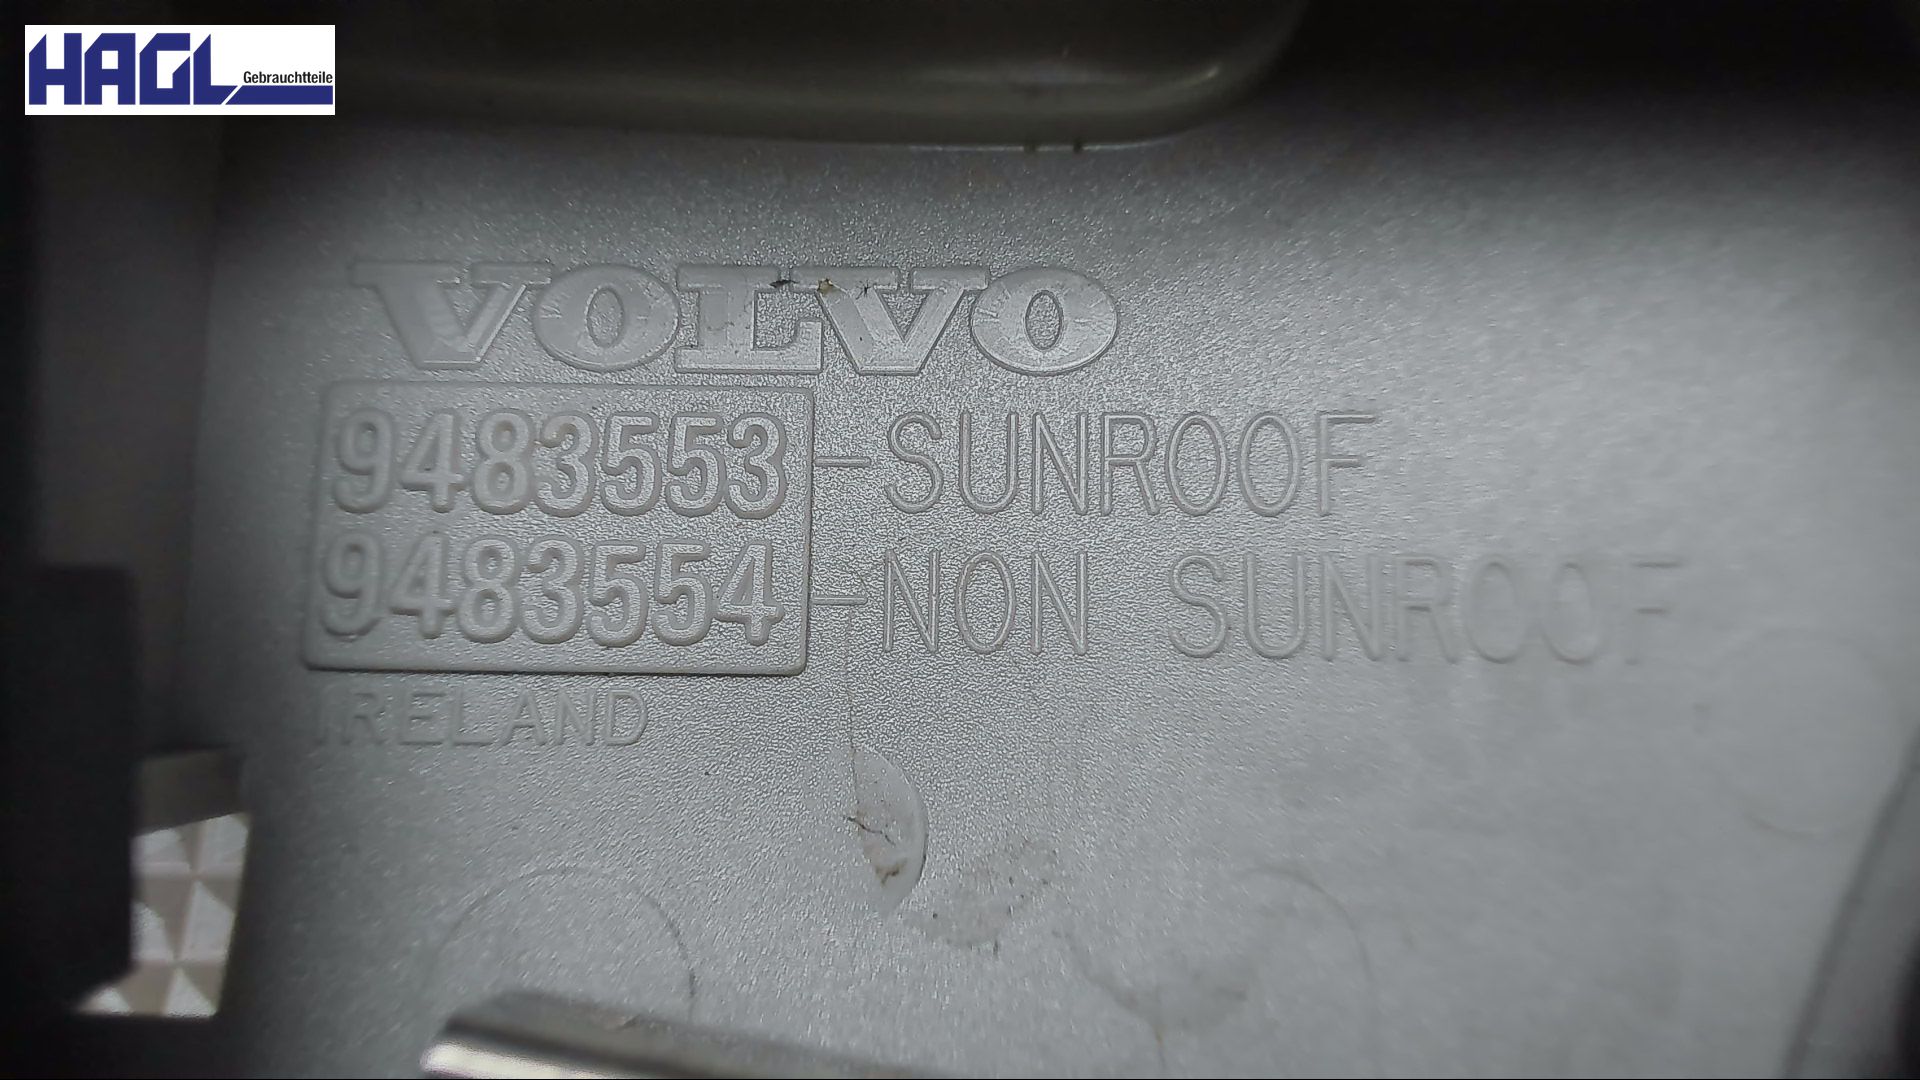 HAGL
Gebrauchtteile
VOLVO
9483553-SUNROOF
9483554-NON SUNROOF
IRELAND